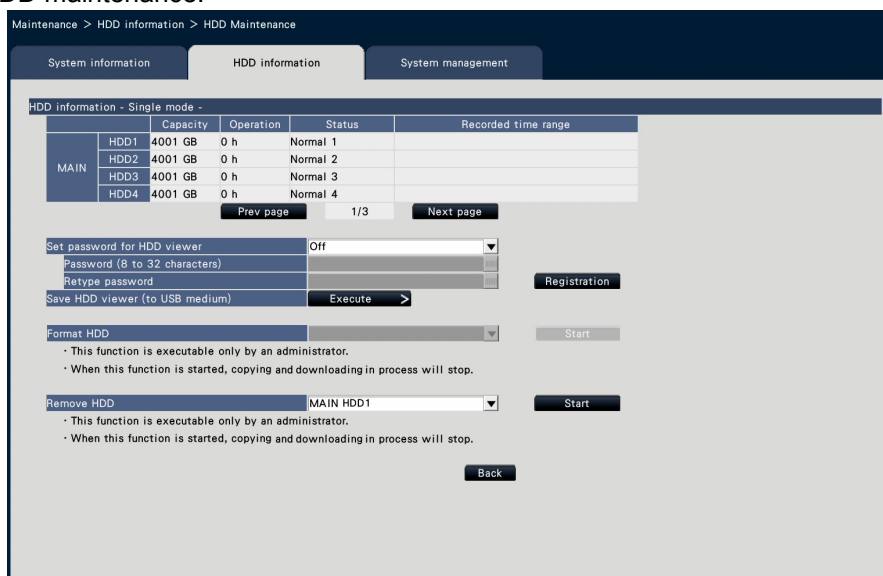 DD maintenance.
Maintenance > HDD information > HDD Maintenance
System information HDD information System management
HDD information - Single mode -
Capacity Operation Status Recorded time range
MAIN
HDD1 4001 GB 0 h Normal 1
HDD2 4001 GB 0 h Normal 2
HDD3 4001 GB 0 h Normal 3
HDD4 4001 GB 0 h Normal 4
Prev page 1/3 Next page
Set password for HDD viewer Off
Password (8 to 32 characters)
Retype password Registration
Save HDD viewer (to USB medium) Execute >
Format HDD Start
・This function is executable only by an administrator.
・When this function is started, copying and downloading in process will stop.
Remove HDD MAIN HDD1 Start
・This function is executable only by an administrator.
・When this function is started, copying and downloading in process will stop.
Back